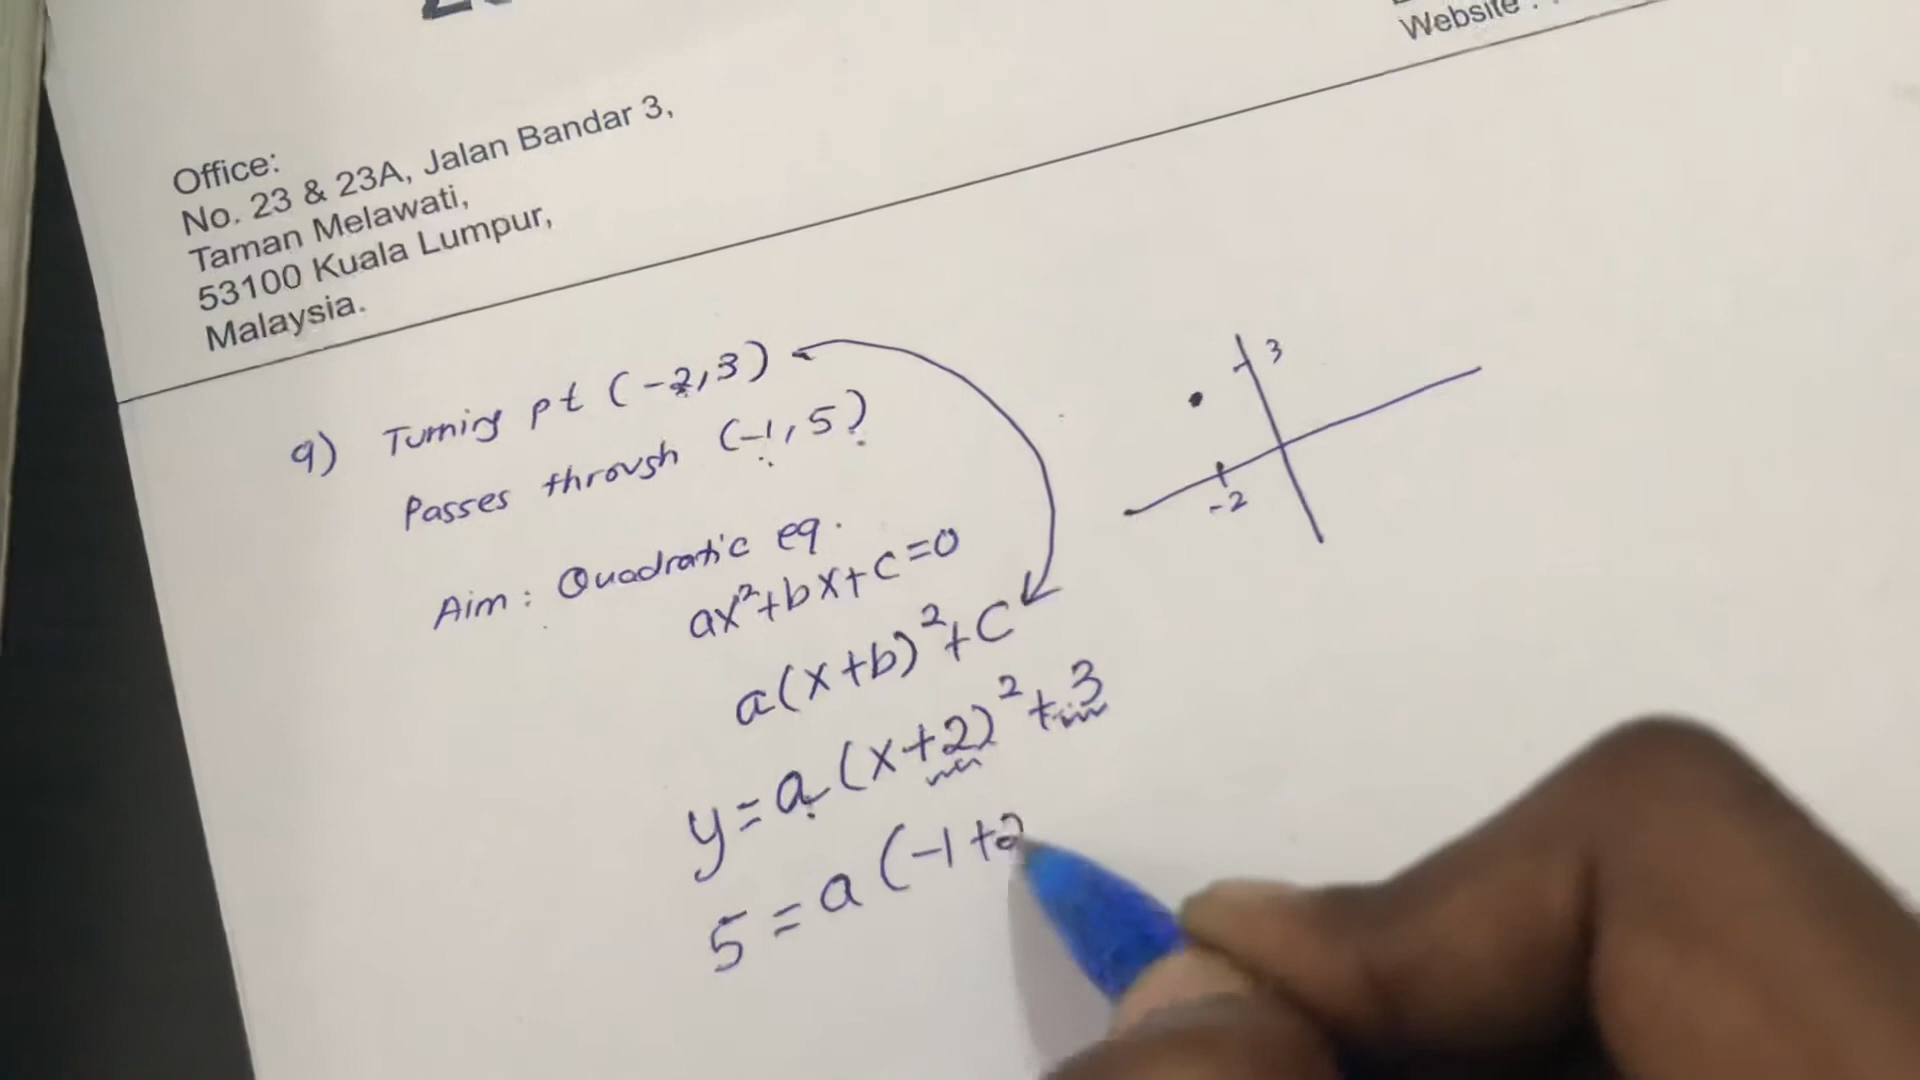 Website :
Office:
No. 23 & 23A, Jalan Bandar 3,
Taman Melawati,
53100 Kuala Lumpur,
Malaysia.
9) Turning pt (-2,3)
Passes through (-1,5)
Aim: Quadratic eq.
ax²+bx+c=0
a(x+b)²+c
y=a(x+2)²+3
5=a(-1+2
3
-2